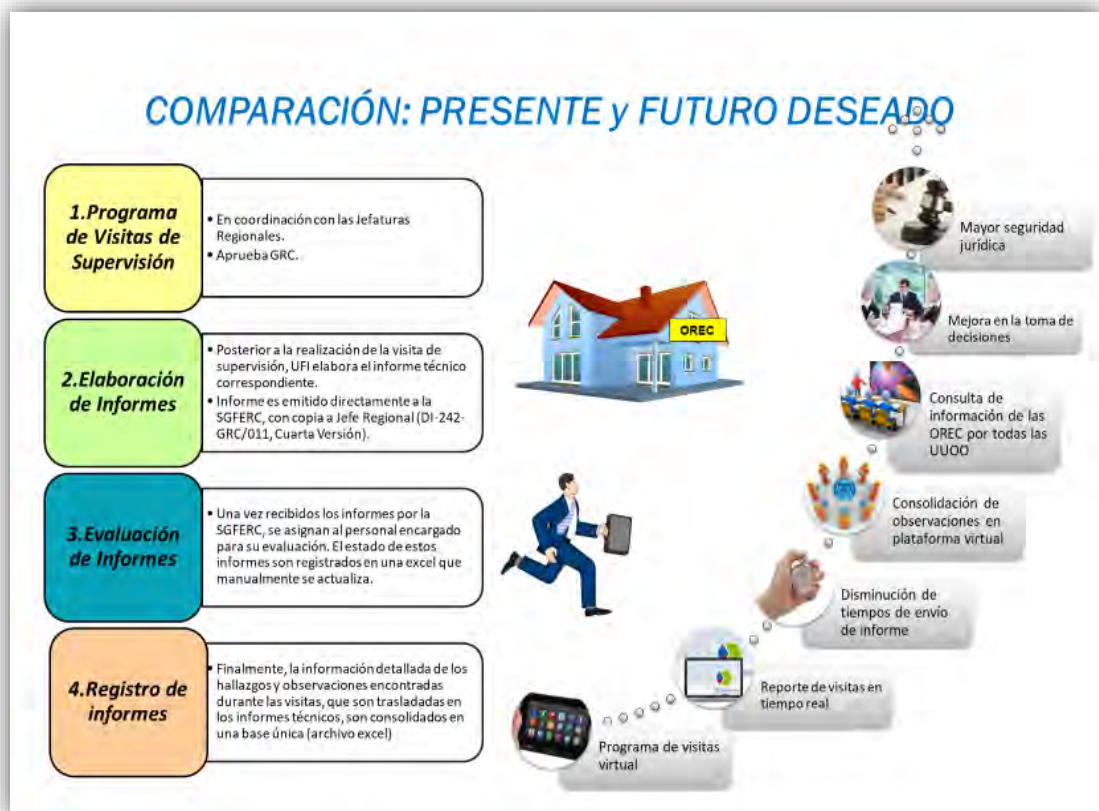 COMPARACIÓN: PRESENTE y FUTURO DESEADO
1.Programa
de Visitas de
Supervisión
• En coordinación con las Jefaturas
Regionales.
• Aprueba GRC.
2.Elaboración
de Informes
• Posterior a la realización de la visita de
supervisión, UFI elabora el informe técnico
correspondiente.
• Informe es emitido directamente a la
SGFERC, con copia a Jefe Regional (DI-242-
GRC/011, Cuarta Versión).
3.Evaluación
de Informes
• Una vez recibidos los informes por la
SGFERC, se asignan al personal encargado
para su evaluación. El estado de estos
informes son registrados en una excel que
manualmente se actualiza.
4.Registro de
informes
• Finalmente, la información detallada de los
hallazgos y observaciones encontradas
durante las visitas, que son trasladadas en
los informes técnicos, son consolidados en
una base única (archivo excel)
OREC
Mayor seguridad
jurídica
Mejora en la toma de
decisiones
Consulta de
información de las
OREC por todas las
UUOO
Consolidación de
observaciones en
plataforma virtual
Disminución de
tiempos de envío
de informe
Reporte de visitas en
tiempo real
Programa de visitas
virtual